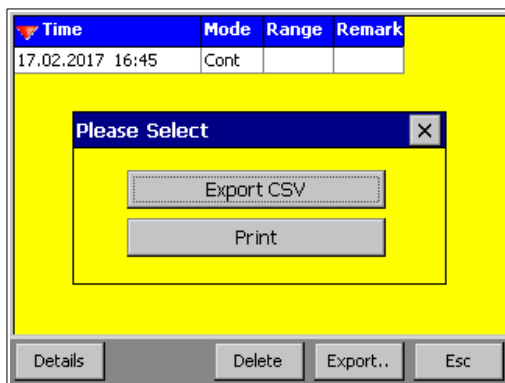 Time Mode Range Remark
17.02.2017 16:45 Cont
Please Select
Export CSV
Print
Details Delete Export.. Esc